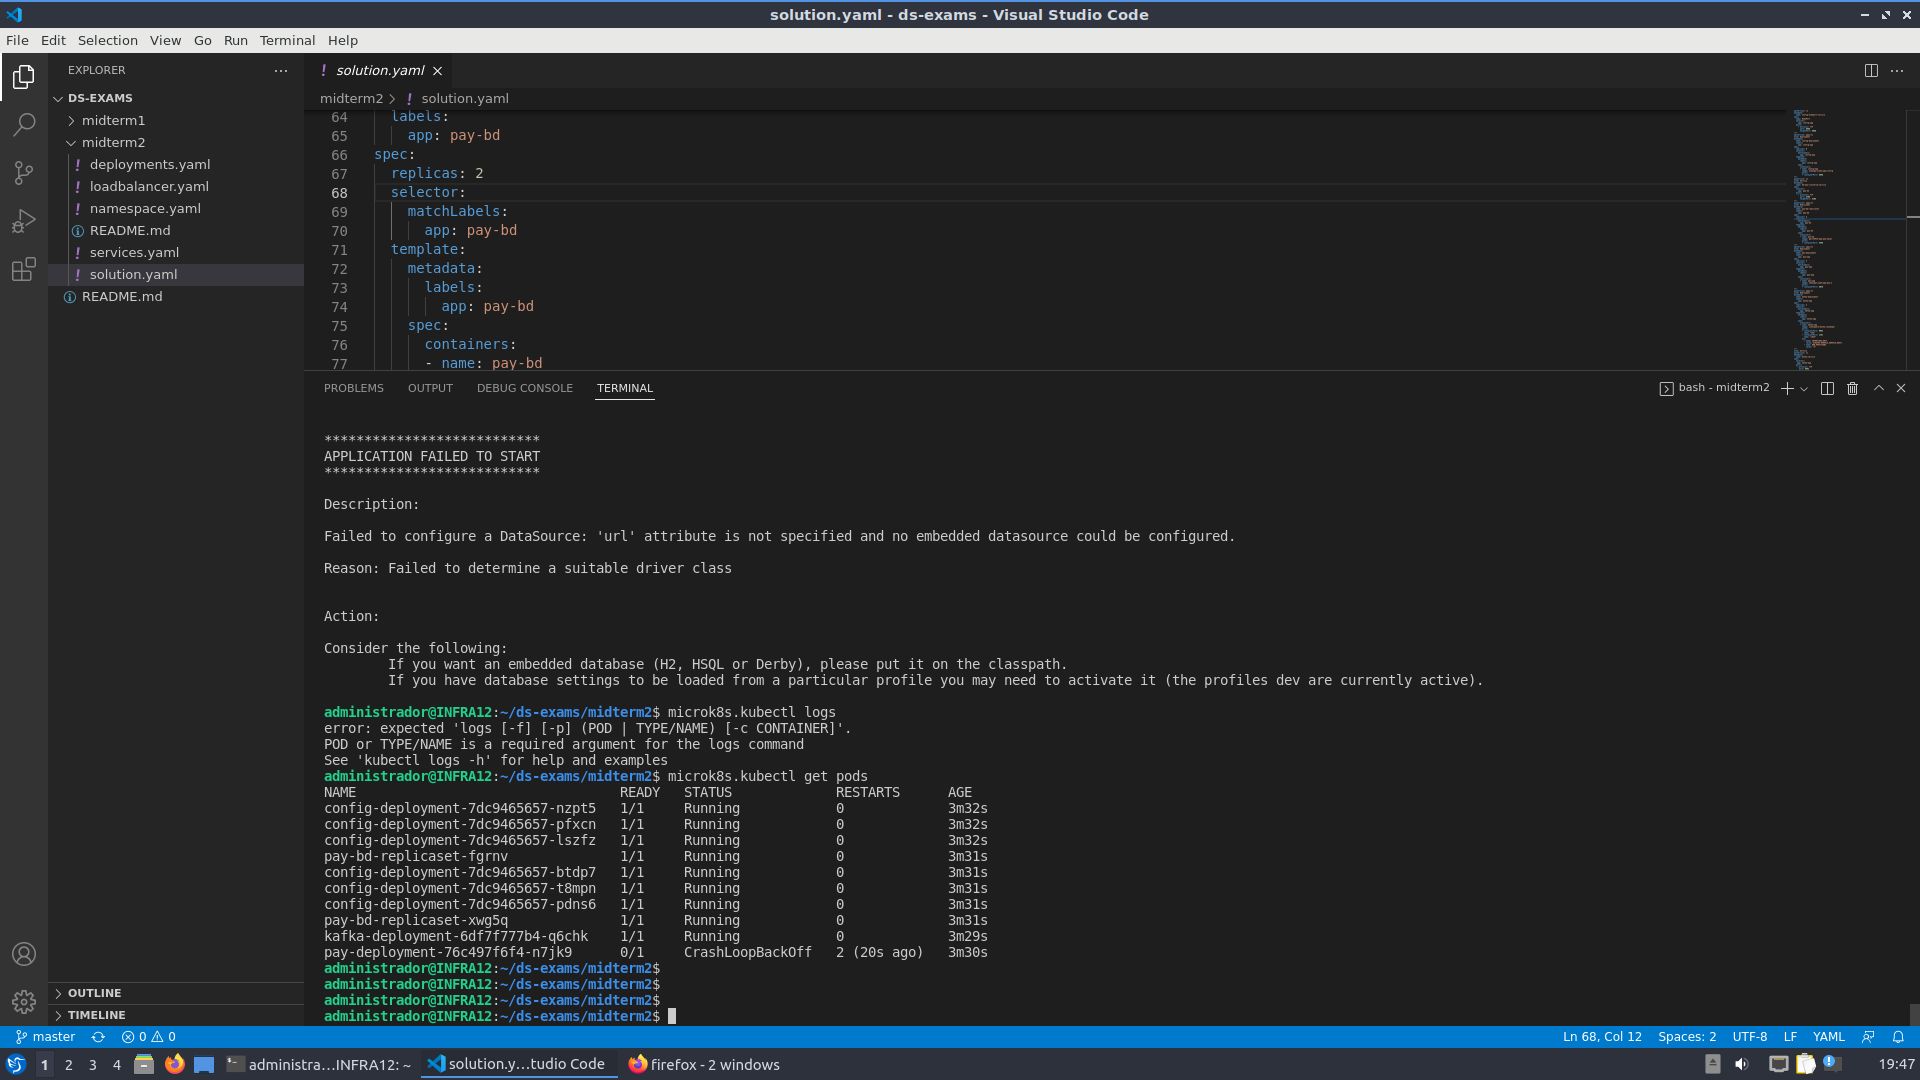 solution.yaml - ds-exams - Visual Studio Code
File Edit Selection View Go Run Terminal Help
EXPLORER
DS-EXAMS
midterm1
midterm2
deployments.yaml
loadbalancer.yaml
namespace.yaml
README.md
services.yaml
solution.yaml
README.md
OUTLINE
TIMELINE
solution.yaml
midterm2 > solution.yaml
64 labels:
65 app: pay-bd
66 spec:
67 replicas: 2
68 selector:
69 matchLabels:
70 app: pay-bd
71 template:
72 metadata:
73 labels:
74 app: pay-bd
75 spec:
76 containers:
77 - name: pay-bd
PROBLEMS OUTPUT DEBUG CONSOLE TERMINAL
bash - midterm2
***************************
APPLICATION FAILED TO START
***************************
Description:
Failed to configure a DataSource: 'url' attribute is not specified and no embedded datasource could be configured.
Reason: Failed to determine a suitable driver class
Action:
Consider the following:
If you want an embedded database (H2, HSQL or Derby), please put it on the classpath.
If you have database settings to be loaded from a particular profile you may need to activate it (the profiles dev are currently active).
administrador@INFRA12:~/ds-exams/midterm2$ microk8s.kubectl logs
error: expected 'logs [-f] [-p] (POD | TYPE/NAME) [-c CONTAINER]'.
POD or TYPE/NAME is a required argument for the logs command
See 'kubectl logs -h' for help and examples
administrador@INFRA12:~/ds-exams/midterm2$ microk8s.kubectl get pods
NAME READY STATUS RESTARTS AGE
config-deployment-7dc9465657-nzpt5 1/1 Running 0 3m32s
config-deployment-7dc9465657-pfxcn 1/1 Running 0 3m32s
config-deployment-7dc9465657-lszfz 1/1 Running 0 3m32s
pay-bd-replicaset-fgrnv 1/1 Running 0 3m31s
config-deployment-7dc9465657-btdp7 1/1 Running 0 3m31s
config-deployment-7dc9465657-t8mpn 1/1 Running 0 3m31s
config-deployment-7dc9465657-pdns6 1/1 Running 0 3m31s
pay-bd-replicaset-xwg5q 1/1 Running 0 3m31s
kafka-deployment-6df7f777b4-q6chk 1/1 Running 0 3m29s
pay-deployment-76c497f6f4-n7jk9 0/1 CrashLoopBackOff 2 (20s ago) 3m30s
administrador@INFRA12:~/ds-exams/midterm2$
administrador@INFRA12:~/ds-exams/midterm2$
administrador@INFRA12:~/ds-exams/midterm2$
administrador@INFRA12:~/ds-exams/midterm2$
master 0 0 Ln 68, Col 12 Spaces: 2 UTF-8 LF YAML
1 2 3 4 administra...INFRA12: ~ solution.y...tudio Code firefox - 2 windows 19:47